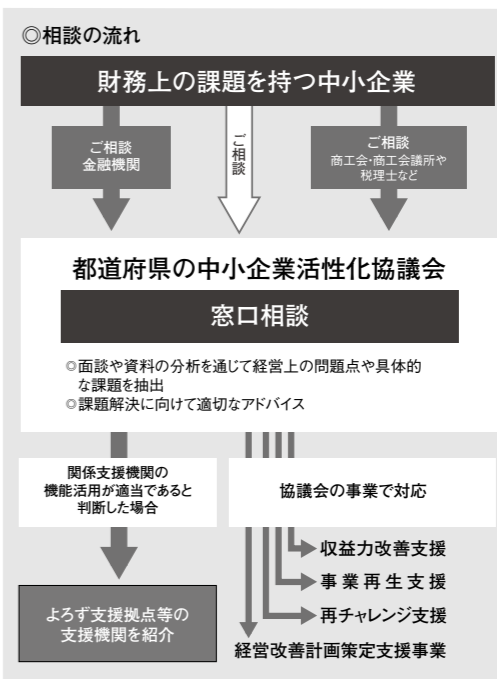 ◎相談の流れ
財務上の課題を持つ中小企業
ご相談
金融機関
ご相談
ご相談
商工会・商工会議所や
税理士など
都道府県の中小企業活性化協議会
窓口相談
◎面談や資料の分析を通じて経営上の問題点や具体的
な課題を抽出
◎課題解決に向けて適切なアドバイス
関係支援機関の
機能活用が適当であると
判断した場合
協議会の事業で対応
よろず支援拠点等の
支援機関を紹介
収益力改善支援
事業再生支援
再チャレンジ支援
経営改善計画策定支援事業